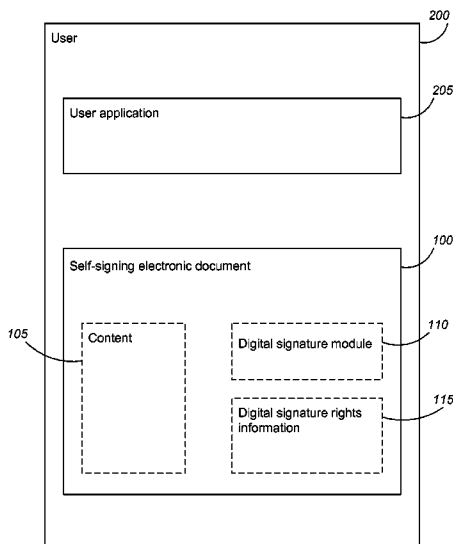 200
User
205
User application
100
Self-signing electronic document
105
Content
110
Digital signature module
115
Digital signature rights
information